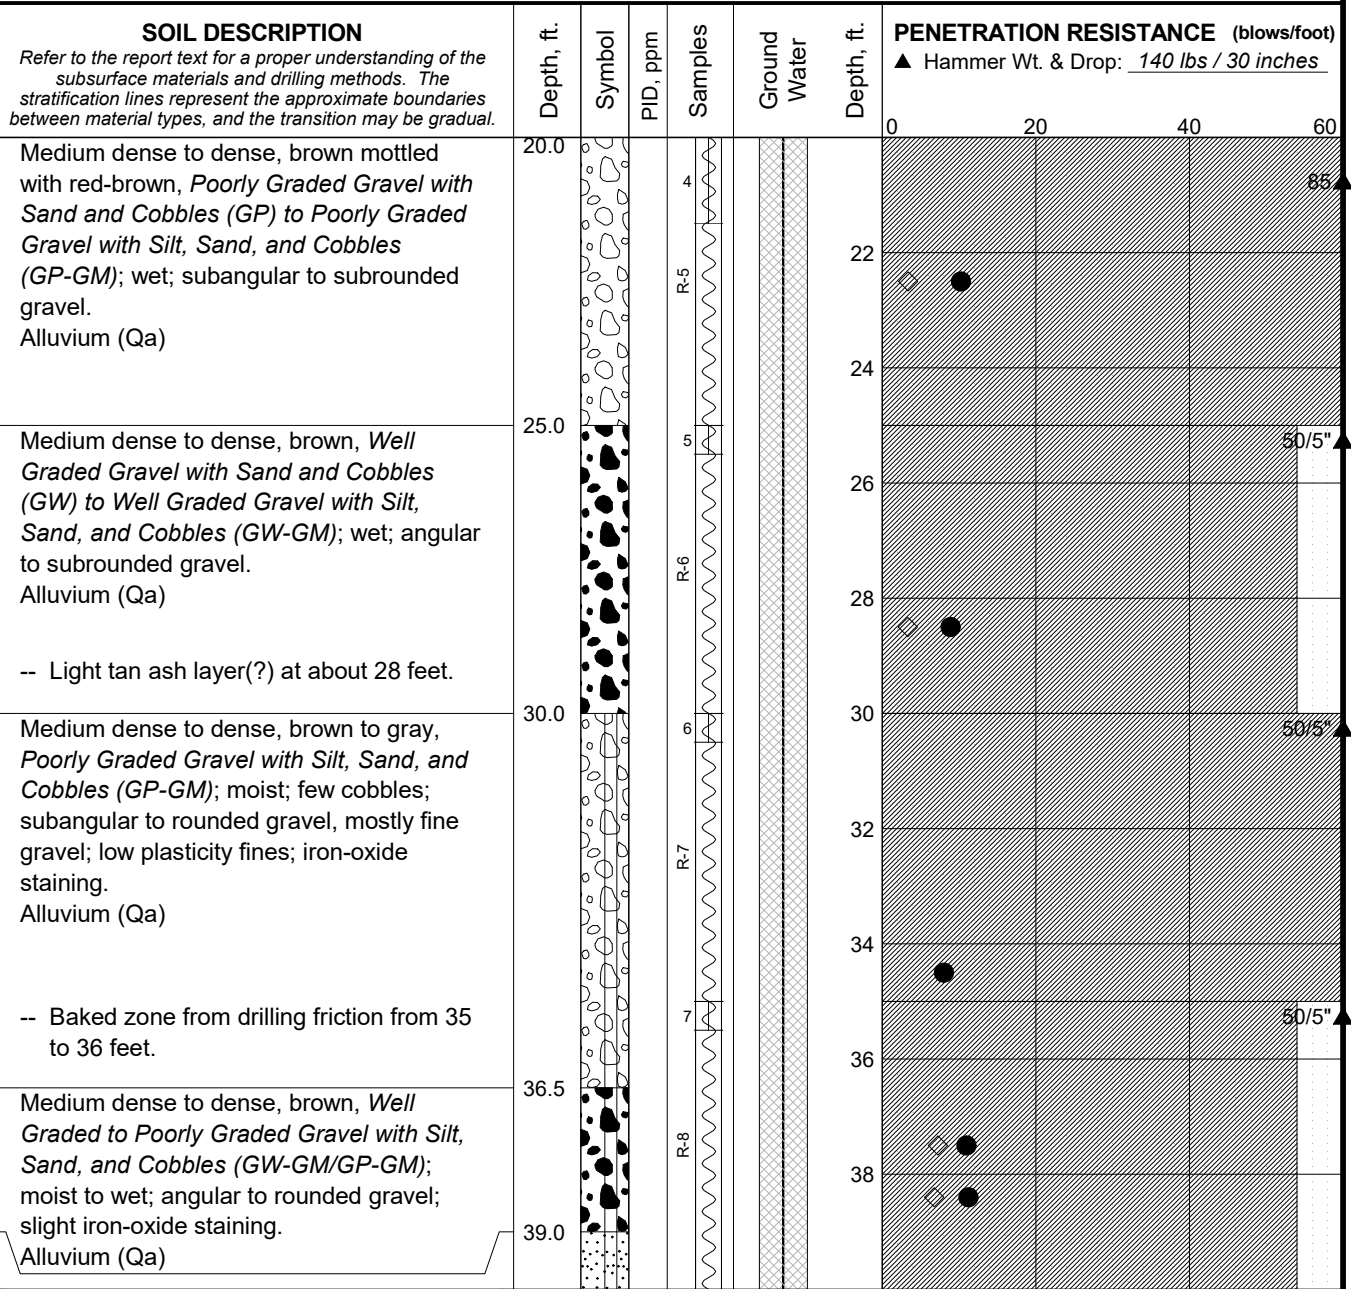 SOIL DESCRIPTION
Refer to the report text for a proper understanding of the
subsurface materials and drilling methods. The
stratification lines represent the approximate boundaries
between material types, and the transition may be gradual.
Depth, ft.
Symbol
PID, ppm
Samples
Ground
Water
Depth, ft.
PENETRATION RESISTANCE (blows/foot)
▲ Hammer Wt. & Drop: 140 lbs / 30 inches
0 20 40 60
Medium dense to dense, brown mottled
with red-brown, Poorly Graded Gravel with
Sand and Cobbles (GP) to Poorly Graded
Gravel with Silt, Sand, and Cobbles
(GP-GM); wet; subangular to subrounded
gravel.
Alluvium (Qa)
20.0
4
85
R-5
22
24
Medium dense to dense, brown, Well
Graded Gravel with Sand and Cobbles
(GW) to Well Graded Gravel with Silt,
Sand, and Cobbles (GW-GM); wet; angular
to subrounded gravel.
Alluvium (Qa)
-- Light tan ash layer(?) at about 28 feet.
25.0
5
50/5"
R-6
26
28
Medium dense to dense, brown to gray,
Poorly Graded Gravel with Silt, Sand, and
Cobbles (GP-GM); moist; few cobbles;
subangular to rounded gravel, mostly fine
gravel; low plasticity fines; iron-oxide
staining.
Alluvium (Qa)
-- Baked zone from drilling friction from 35
to 36 feet.
30.0
6
30
50/5"
R-7
32
34
7
50/5"
36
Medium dense to dense, brown, Well
Graded to Poorly Graded Gravel with Silt,
Sand, and Cobbles (GW-GM/GP-GM);
moist to wet; angular to rounded gravel;
slight iron-oxide staining.
Alluvium (Qa)
36.5
R-8
38
39.0